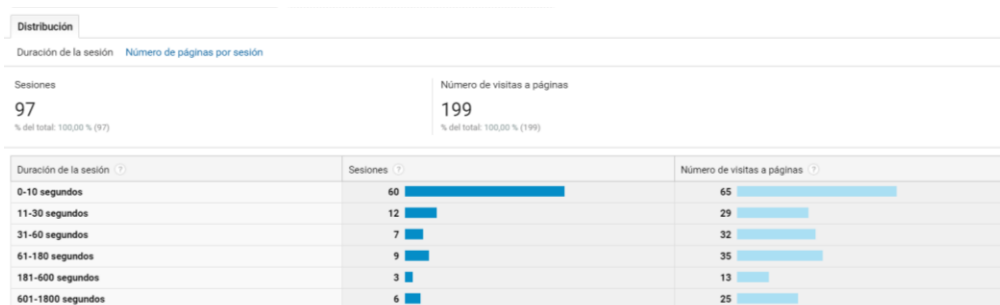 Distribución
Duración de la sesión Número de páginas por sesión
Sesiones Número de visitas a páginas
97 199
% del total: 100,00 % (97) % del total: 100,00 % (199)
Duración de la sesión ? Sesiones ? Número de visitas a páginas ?
0-10 segundos 60 65
11-30 segundos 12 29
31-60 segundos 7 32
61-180 segundos 9 35
181-600 segundos 3 13
601-1800 segundos 6 25